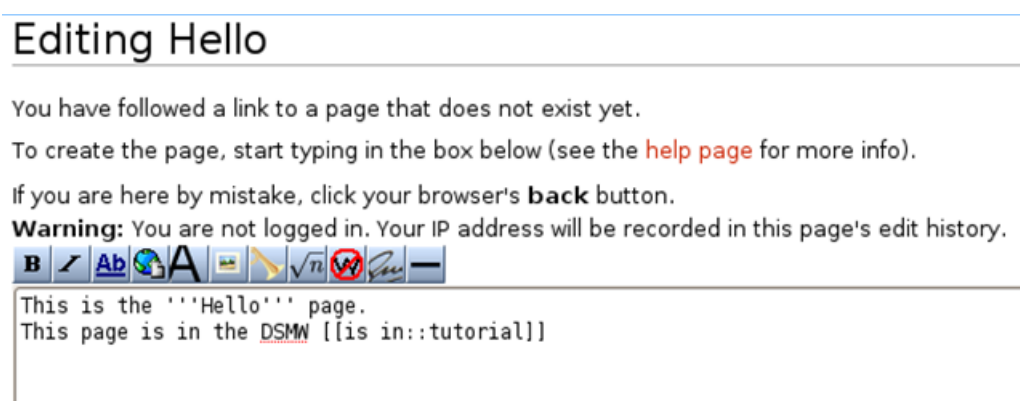 Editing Hello
You have followed a link to a page that does not exist yet.
To create the page, start typing in the box below (see the help page for more info).
If you are here by mistake, click your browser's back button.
Warning: You are not logged in. Your IP address will be recorded in this page's edit history.
B I Ab A √n W
This is the '''Hello''' page.
This page is in the DSMW [[is in::tutorial]]